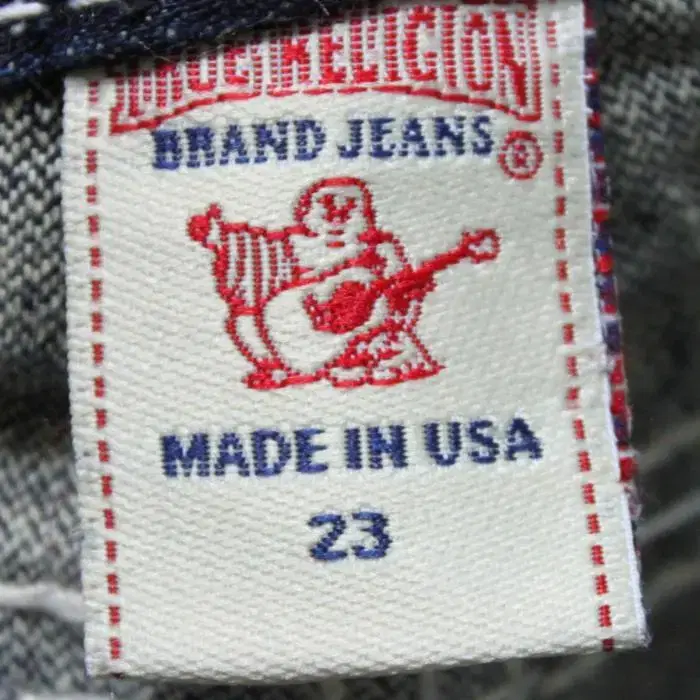 TRUE RELIGION
BRAND JEANS ®
MADE IN USA
23